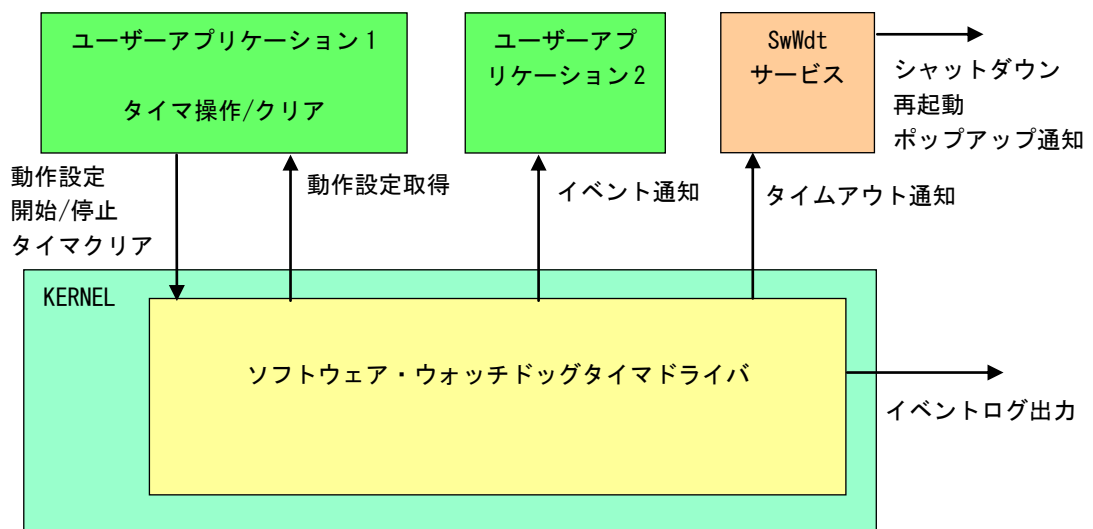 ユーザーアプリケーション1
タイマ操作/クリア
ユーザーアプ
リケーション2
SwWdt
サービス
シャットダウン
再起動
ポップアップ通知
動作設定
開始/停止
タイマクリア
動作設定取得
イベント通知
タイムアウト通知
KERNEL
ソフトウェア・ウォッチドッグタイマドライバ
イベントログ出力